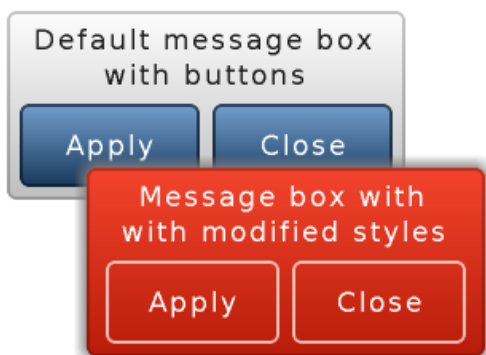 Default message box
with buttons
Apply
Close
Message box with
with modified styles
Apply
Close